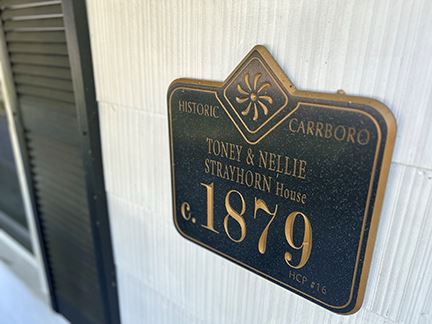 HISTORIC CARRBORO
TONEY & NELLIE
STRAYHORN House
c. 1879
HCP #16